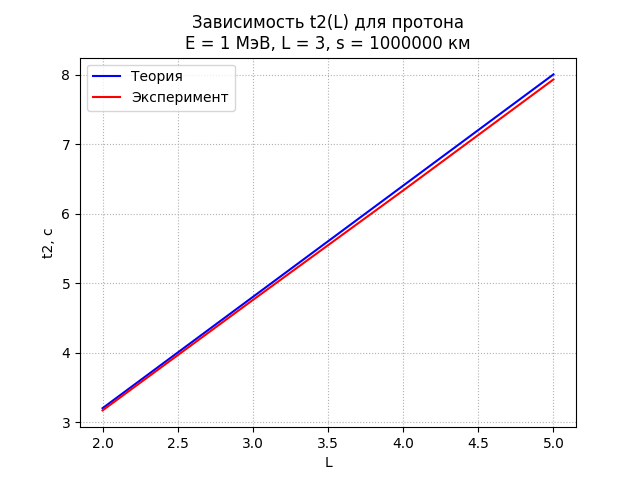 Зависимость t2(L) для протона
E = 1 МэВ, L = 3, s = 1000000 км
Теория
Эксперимент
t2, с
8
7
6
5
4
3
2.0 2.5 3.0 3.5 4.0 4.5 5.0
L